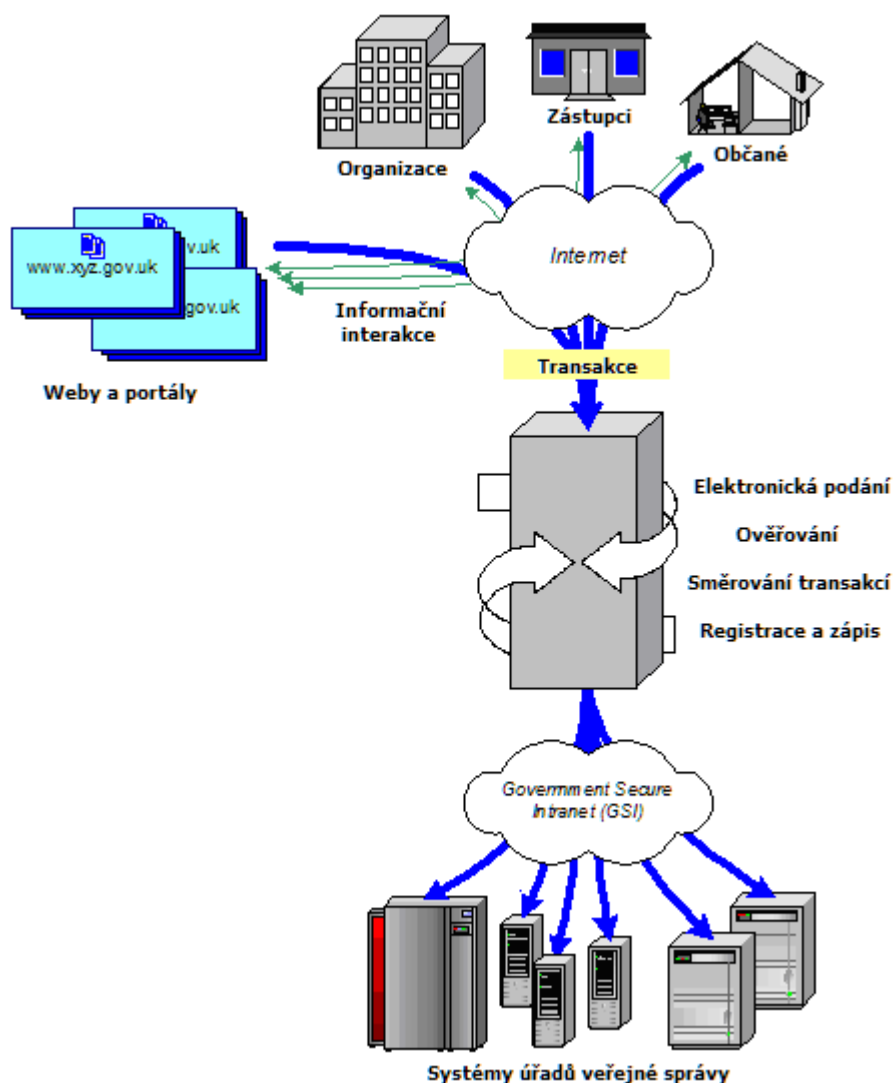 Zástupci
Občané
Organizace
Internet
v.uk
www.xyz.gov.uk
gov.uk
Informační
interakce
Weby a portály
Transakce
Elektronická podání
Ověřování
Směrování transakcí
Registrace a zápis
Government Secure
Intranet (GSI)
Systémy úřadů veřejné správy